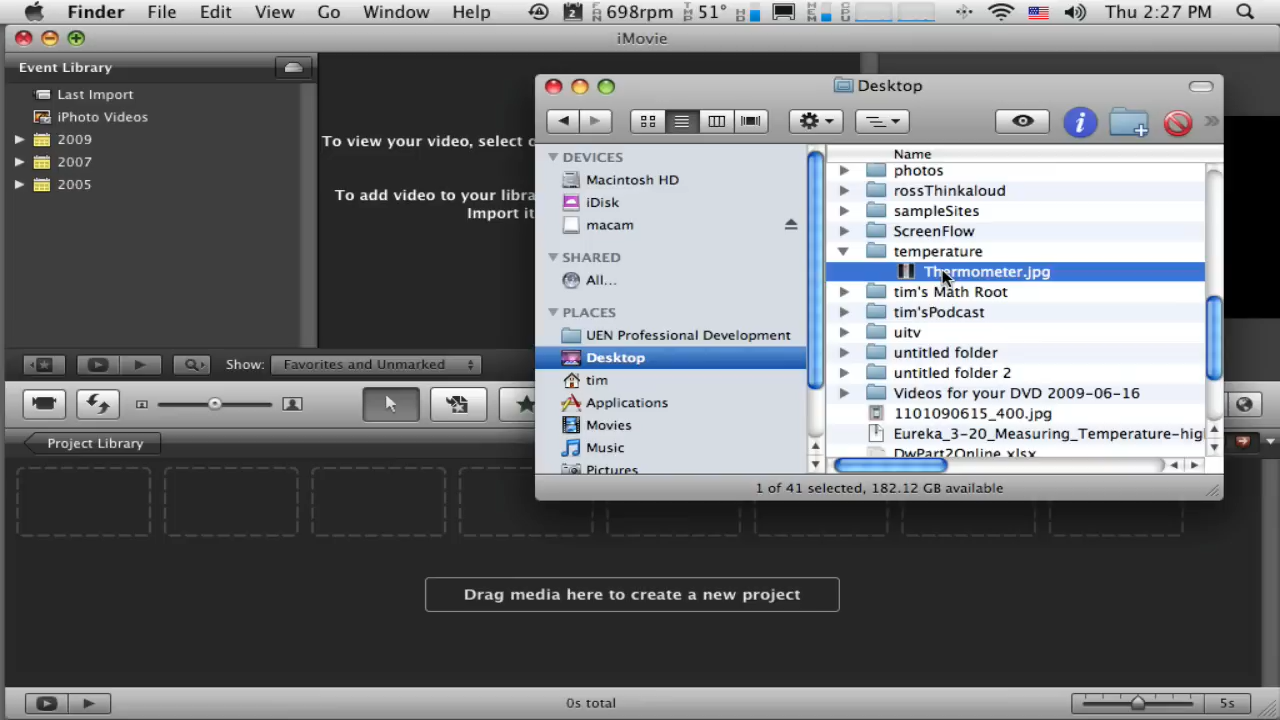 Finder File Edit View Go Window Help 698rpm 51° Thu 2:27 PM
iMovie
Event Library
Last Import
iPhoto Videos
2009
2007
2005
To view your video, select
To add video to your libra
Import it
Show: Favorites and Unmarked
Project Library
Drag media here to create a new project
0s total
5s
Desktop
DEVICES
Macintosh HD
iDisk
macam
SHARED
All...
PLACES
UEN Professional Development
Desktop
tim
Applications
Movies
Music
Pictures
Name
photos
rossThinkaloud
sampleSites
ScreenFlow
temperature
Thermometer.jpg
tim's Math Root
tim'sPodcast
uitv
untitled folder
untitled folder 2
Videos for your DVD 2009-06-16
1101090615_400.jpg
Eureka_3-20_Measuring_Temperature-hig
DwPart2Online.xlsx
1 of 41 selected, 182.12 GB available